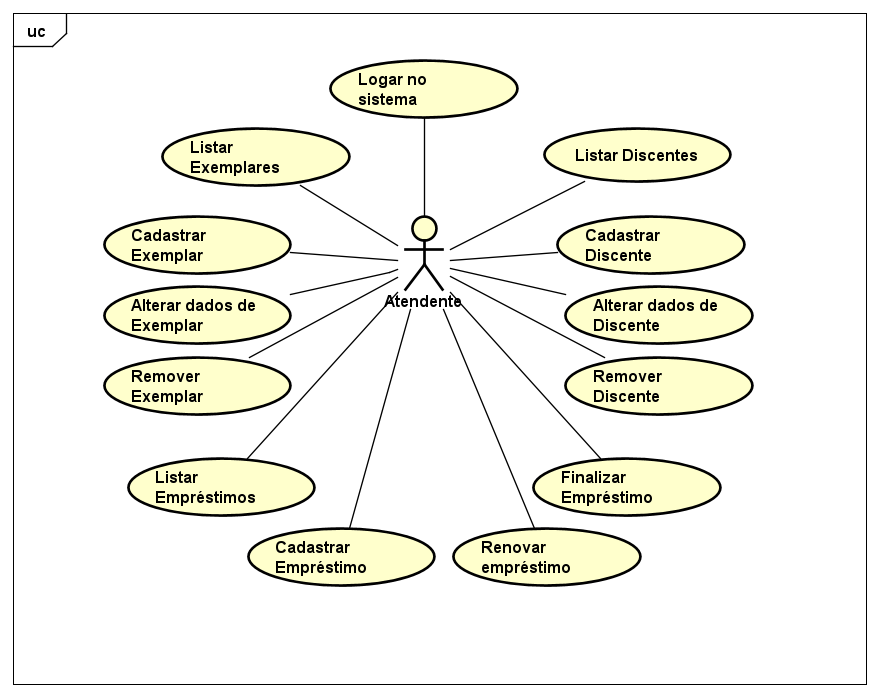 uc
Logar no
sistema
Listar
Exemplares
Listar Discentes
Cadastrar
Exemplar
Cadastrar
Discente
Alterar dados de
Exemplar
Atendente
Alterar dados de
Discente
Remover
Exemplar
Remover
Discente
Listar
Empréstimos
Finalizar
Empréstimo
Cadastrar
Empréstimo
Renovar
empréstimo